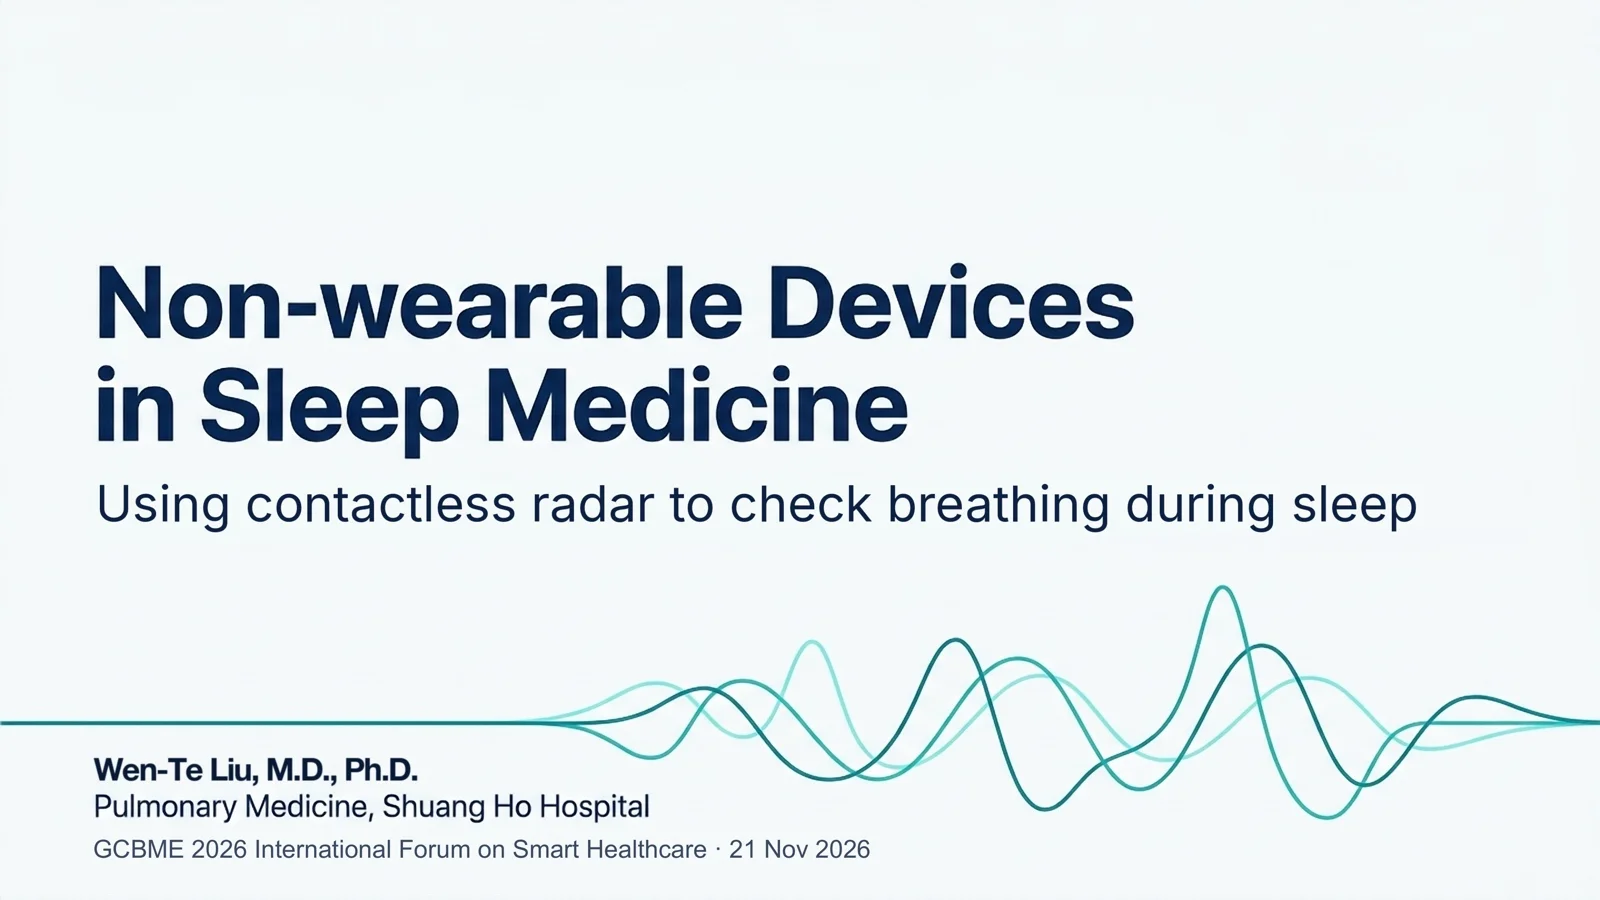 Non-wearable Devices
in Sleep Medicine
Using contactless radar to check breathing during sleep
Wen-Te Liu, M.D., Ph.D.
Pulmonary Medicine, Shuang Ho Hospital
GCBME 2026 International Forum on Smart Healthcare · 21 Nov 2026